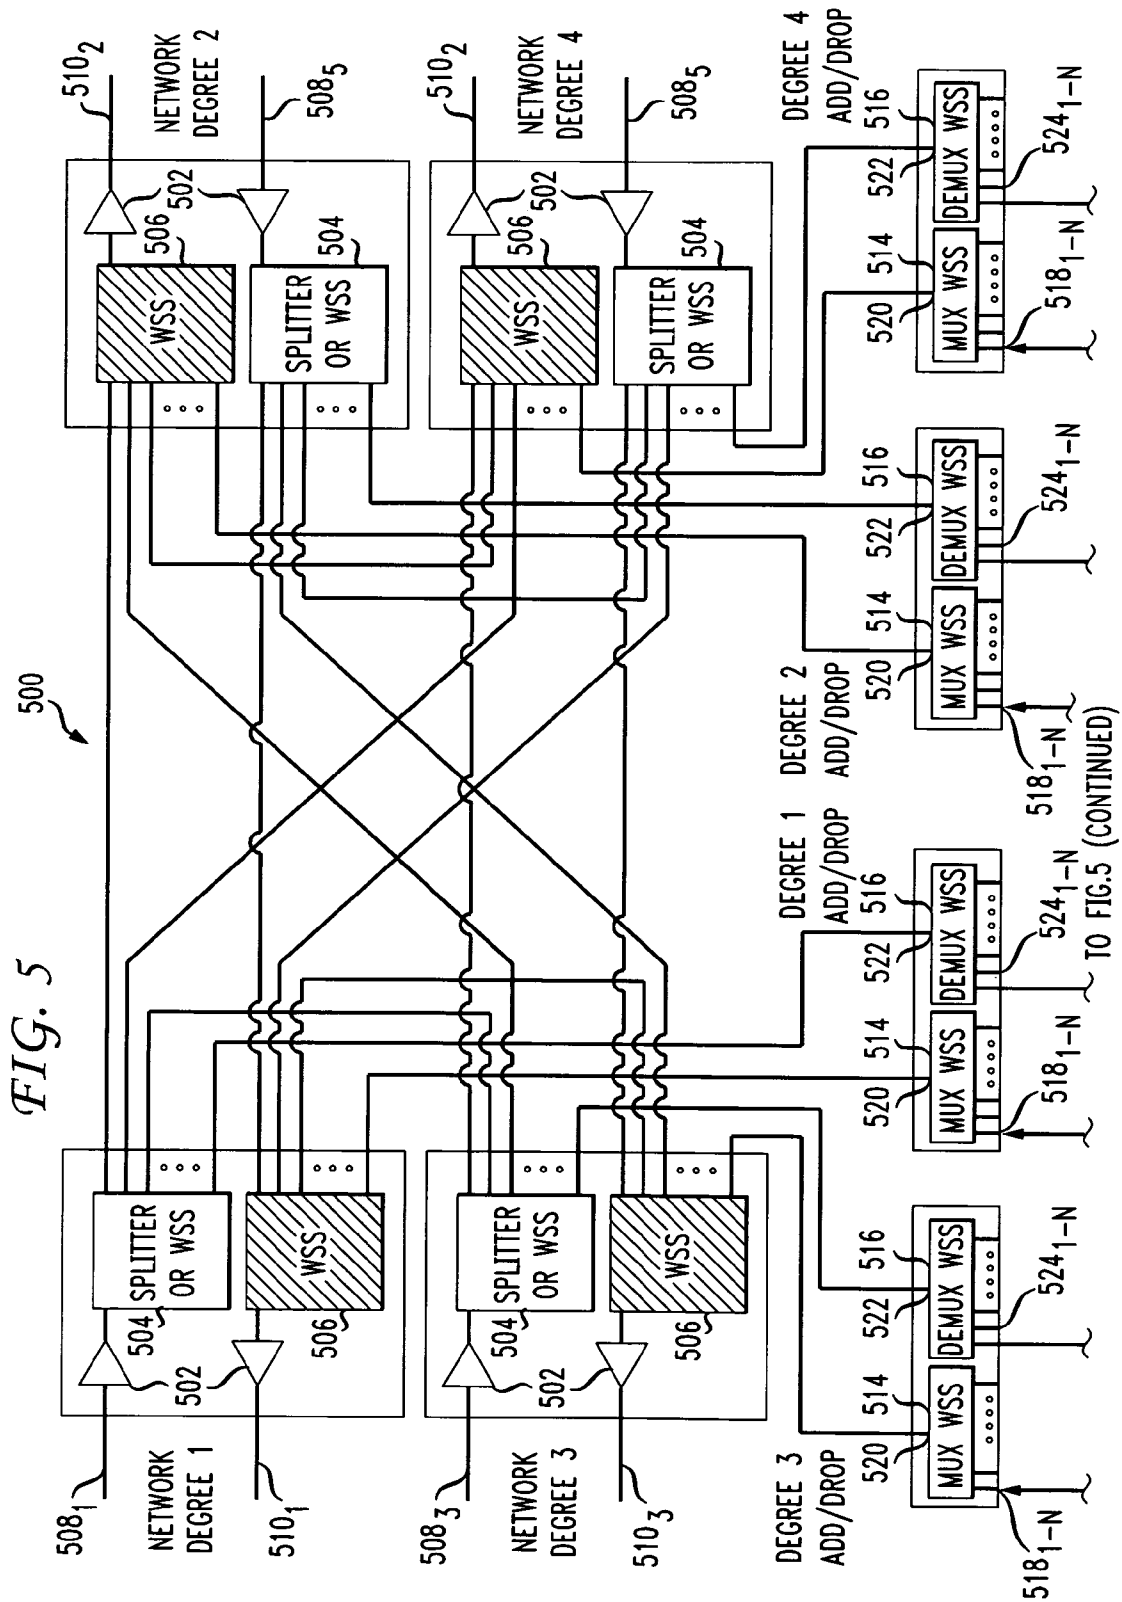 FIG. 5
500
508₁
NETWORK
DEGREE 1
510₁
502
504
SPLITTER
OR WSS
506
WSS
510₂
NETWORK
DEGREE 2
508₅
502
506
WSS
504
SPLITTER
OR WSS
508₃
NETWORK
DEGREE 3
510₃
502
504
SPLITTER
OR WSS
506
WSS
510₂
NETWORK
DEGREE 4
508₅
502
506
WSS
504
SPLITTER
OR WSS
DEGREE 3
ADD/DROP
520
514
522
516
MUX WSS
DEMUX WSS
518₁₋N
524₁₋N
DEGREE 1
ADD/DROP
520
514
522
516
MUX WSS
DEMUX WSS
518₁₋N
524₁₋N
DEGREE 2
ADD/DROP
520
514
522
516
MUX WSS
DEMUX WSS
518₁₋N
524₁₋N
DEGREE 4
ADD/DROP
520
514
522
516
MUX WSS
DEMUX WSS
518₁₋N
524₁₋N
TO FIG.5 (CONTINUED)